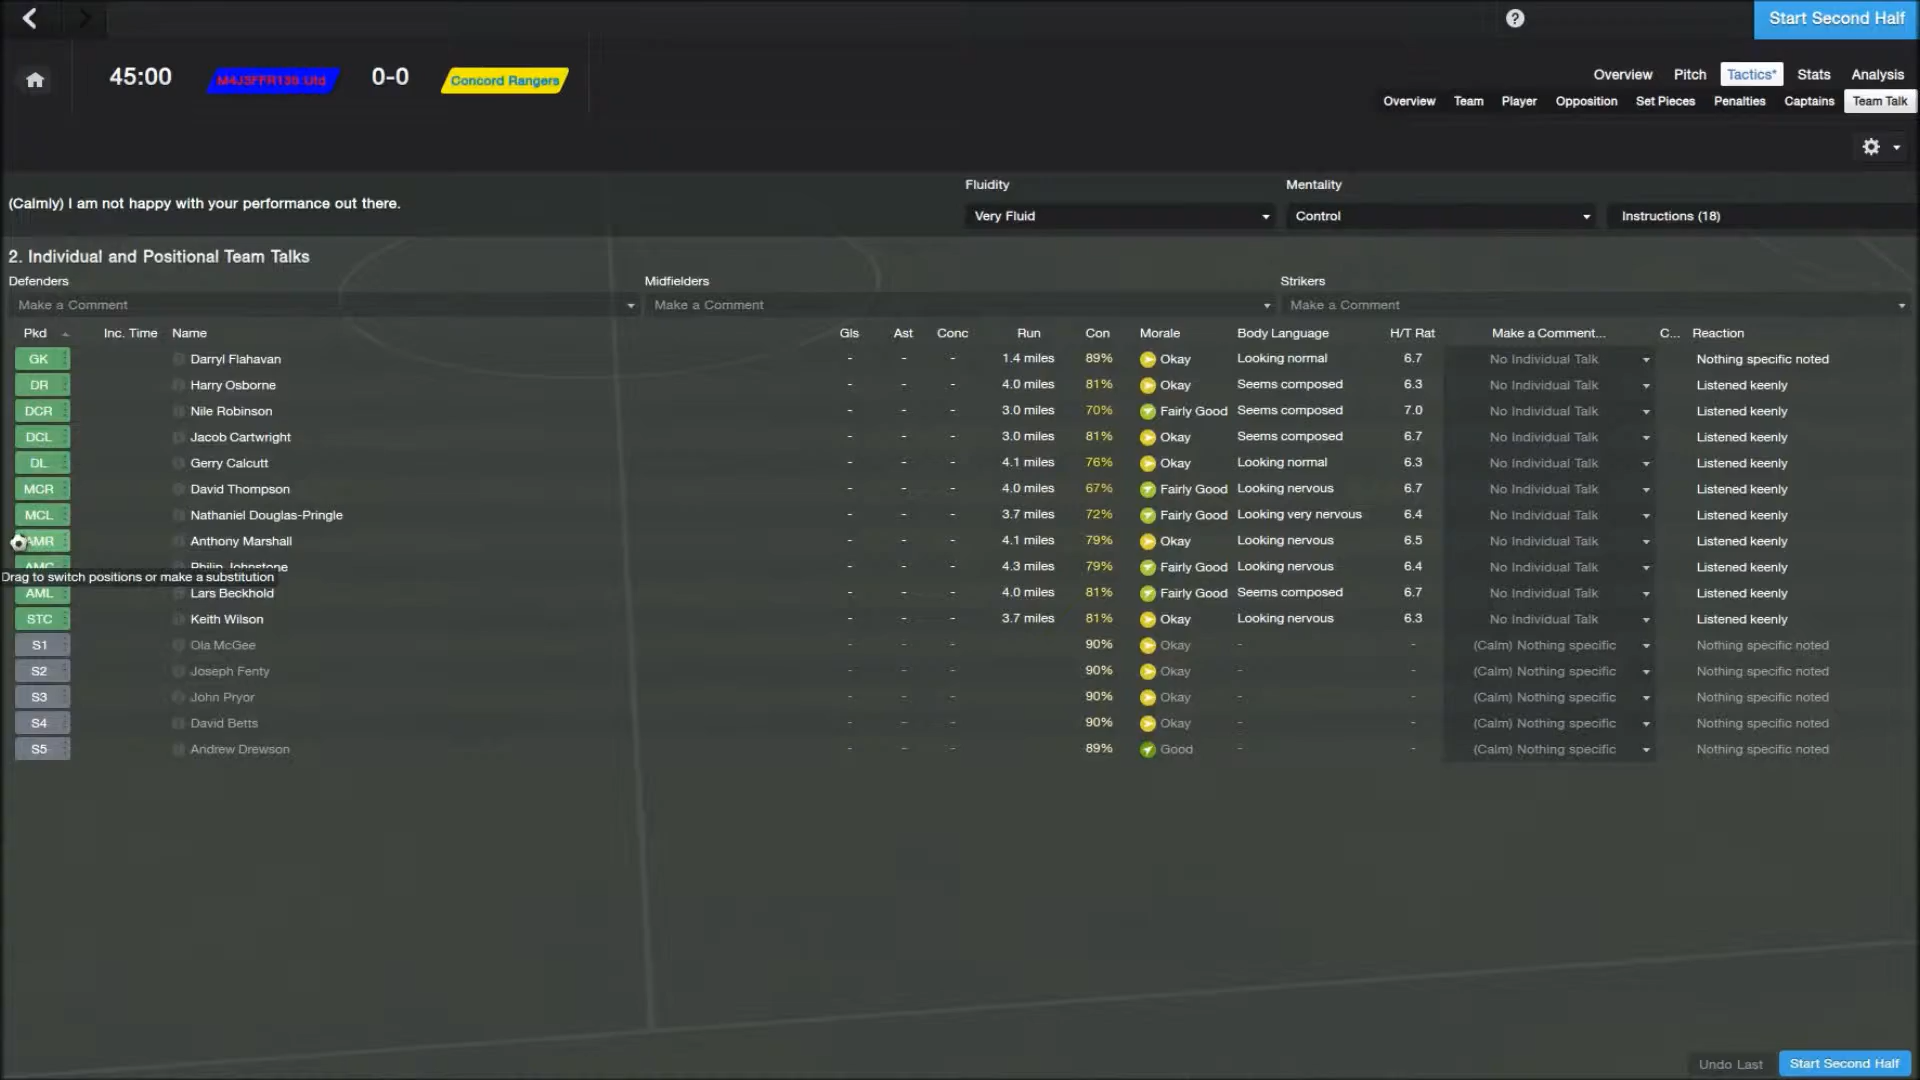 Start Second Half
45:00 M4J3FFR139 Utd 0-0 Concord Rangers
Overview Pitch Tactics* Stats Analysis
Overview Team Player Opposition Set Pieces Penalties Captains Team Talk
Fluidity Mentality
(Calmly) I am not happy with your performance out there.
Very Fluid Control Instructions (18)
2. Individual and Positional Team Talks
Defenders Midfielders Strikers
Make a Comment Make a Comment Make a Comment
Pkd Inc. Time Name Gls Ast Conc Run Con Morale Body Language H/T Rat Make a Comment... C... Reaction
GK Darryl Flahavan - - - 1.4 miles 89% Okay Looking normal 6.7 No Individual Talk Nothing specific noted
DR Harry Osborne - - - 4.0 miles 81% Okay Seems composed 6.3 No Individual Talk Listened keenly
DCR Nile Robinson - - - 3.0 miles 70% Fairly Good Seems composed 7.0 No Individual Talk Listened keenly
DCL Jacob Cartwright - - - 3.0 miles 81% Okay Seems composed 6.7 No Individual Talk Listened keenly
DL Gerry Calcutt - - - 4.1 miles 76% Okay Looking normal 6.3 No Individual Talk Listened keenly
MCR David Thompson - - - 4.0 miles 67% Fairly Good Looking nervous 6.7 No Individual Talk Listened keenly
MCL Nathaniel Douglas-Pringle - - - 3.7 miles 72% Fairly Good Looking very nervous 6.4 No Individual Talk Listened keenly
AMR Anthony Marshall - - - 4.1 miles 79% Okay Looking nervous 6.5 No Individual Talk Listened keenly
AMC Philip Johnstone - - - 4.3 miles 79% Fairly Good Looking nervous 6.4 No Individual Talk Listened keenly
Drag to switch positions or make a substitution
AML Lars Beckhold - - - 4.0 miles 81% Fairly Good Seems composed 6.7 No Individual Talk Listened keenly
STC Keith Wilson - - - 3.7 miles 81% Okay Looking nervous 6.3 No Individual Talk Listened keenly
S1 Ola McGee - - - 90% Okay - - (Calm) Nothing specific Nothing specific noted
S2 Joseph Fenty - - - 90% Okay - - (Calm) Nothing specific Nothing specific noted
S3 John Pryor - - - 90% Okay - - (Calm) Nothing specific Nothing specific noted
S4 David Betts - - - 90% Okay - - (Calm) Nothing specific Nothing specific noted
S5 Andrew Drewson - - - 89% Good - - (Calm) Nothing specific Nothing specific noted
Undo Last Start Second Half